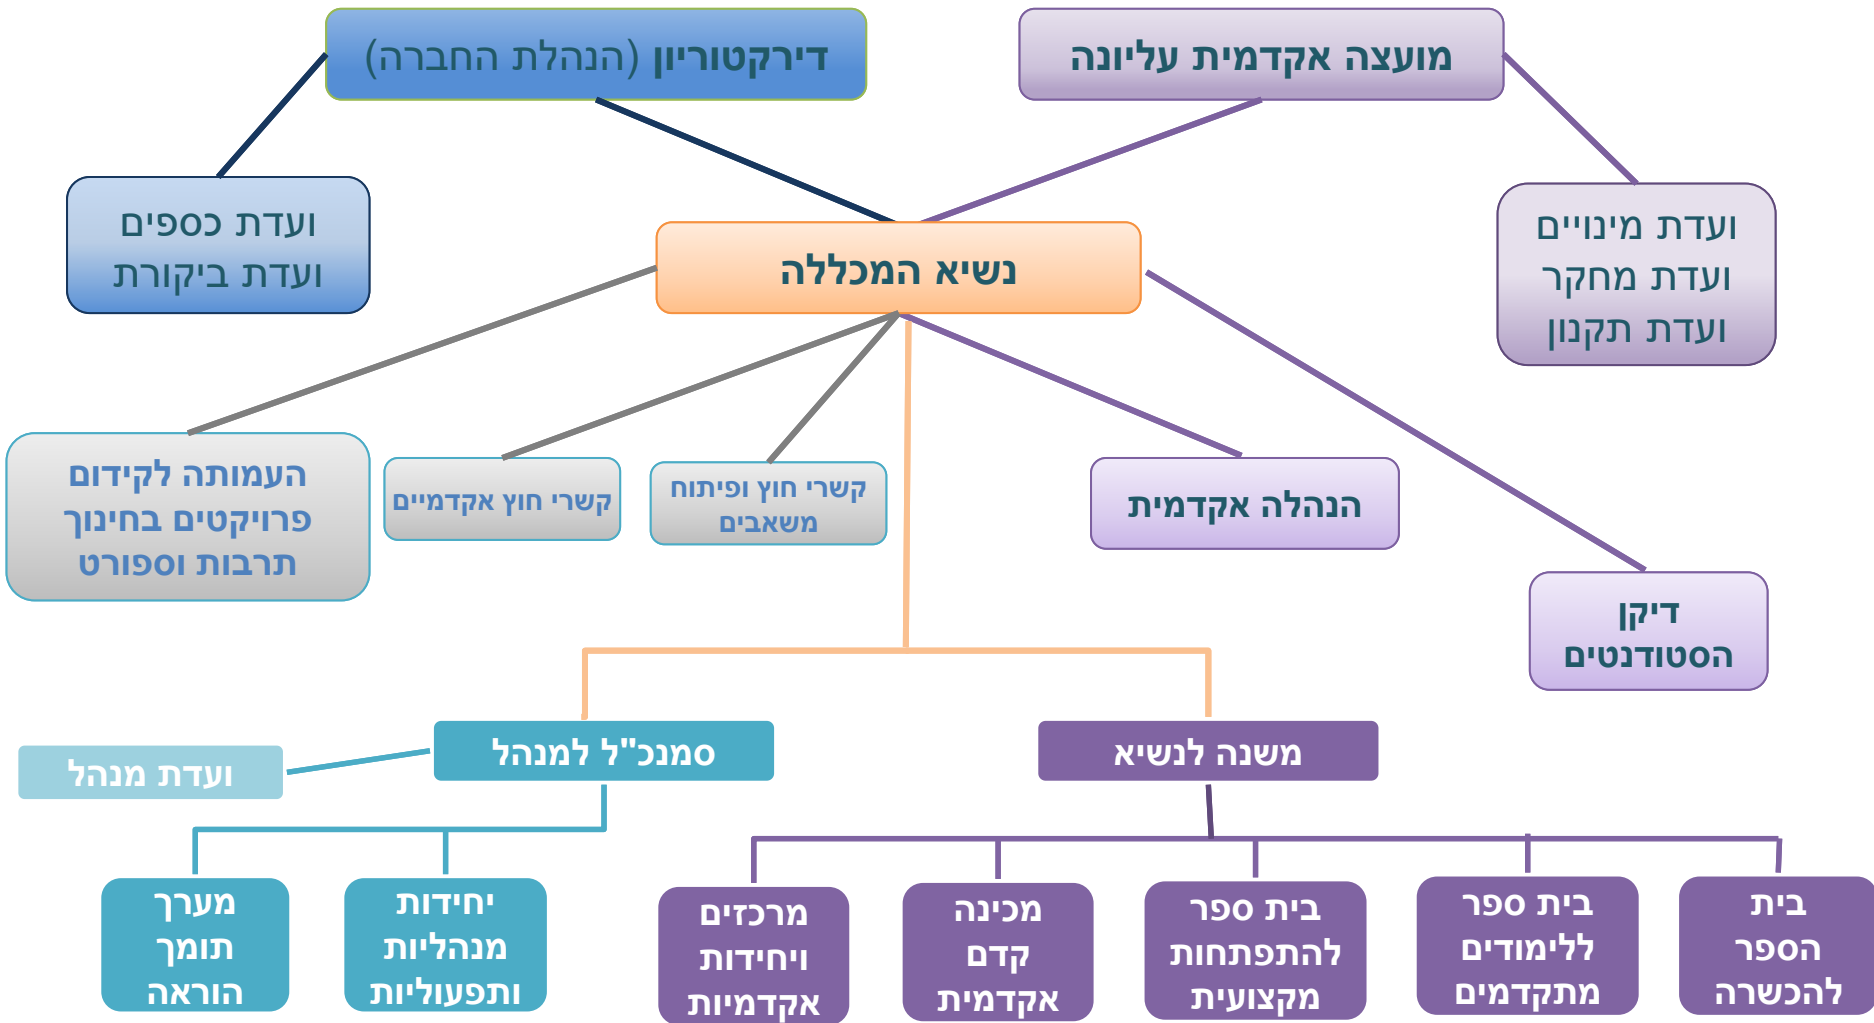 מועצה אקדמית עליונה
דירקטוריון (הנהלת החברה)
ועדת מינויים
ועדת מחקר
ועדת תקנון
ועדת כספים
ועדת ביקורת
נשיא המכללה
הנהלה אקדמית
קשרי חוץ ופיתוח
משאבים
קשרי חוץ אקדמיים
העמותה לקידום
פרויקטים בחינוך
תרבות וספורט
דיקן
הסטודנטים
משנה לנשיא
סמנכ"ל למנהל
ועדת מנהל
בית
הספר
להכשרה
בית ספר
ללימודים
מתקדמים
בית ספר
להתפתחות
מקצועית
מכינה
קדם
אקדמית
מרכזים
ויחידות
אקדמיות
יחידות
מנהליות
ותפעוליות
מערך
תומך
הוראה